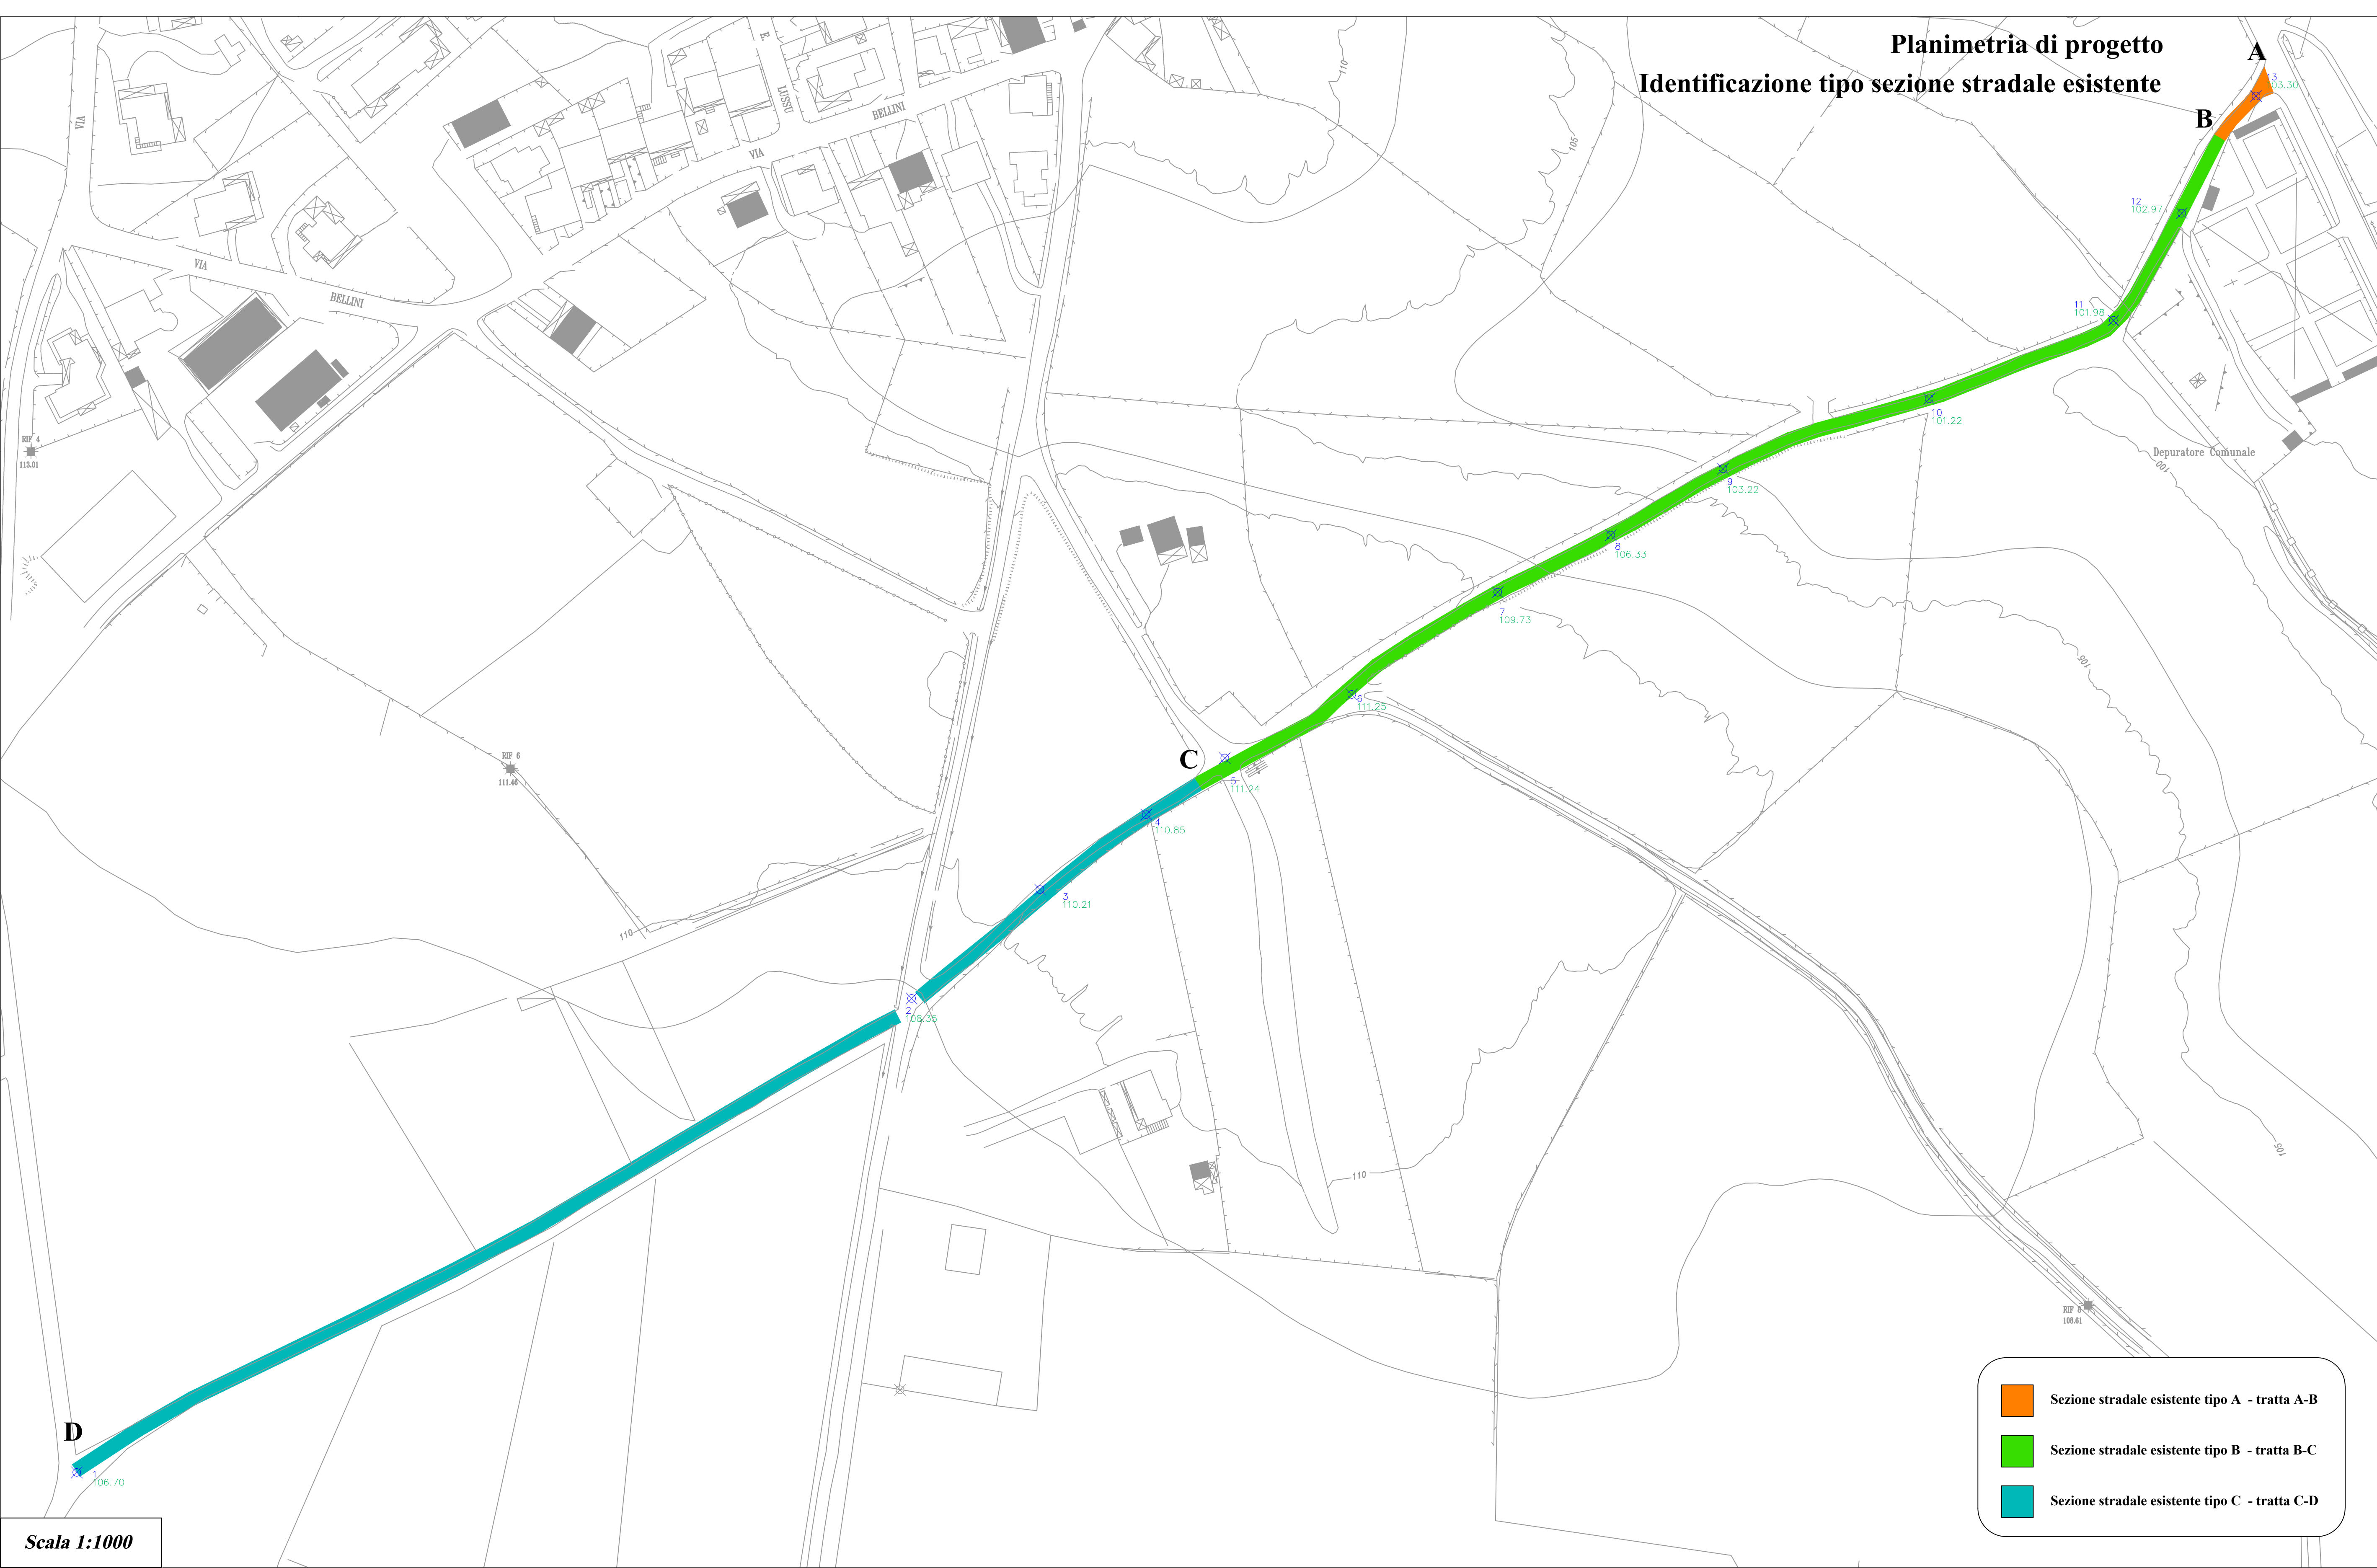 Planimetria di progetto
Identificazione tipo sezione stradale esistente
A
13
103.30
B
12
102.97
11
101.98
10
101.22
Depuratore Comunale
9
103.22
8
106.33
7
109.73
6
111.25
C
5
111.24
4
110.85
3
110.21
2
108.35
D
1
106.70
VIA
E.
LUSSU
VIA
BELLINI
VIA
BELLINI
110
105
100
105
105
110
110
RIF 4
113.01
RIF 6
111.46
RIF 8
108.61
Sezione stradale esistente tipo A - tratta A-B
Sezione stradale esistente tipo B - tratta B-C
Sezione stradale esistente tipo C - tratta C-D
Scala 1:1000